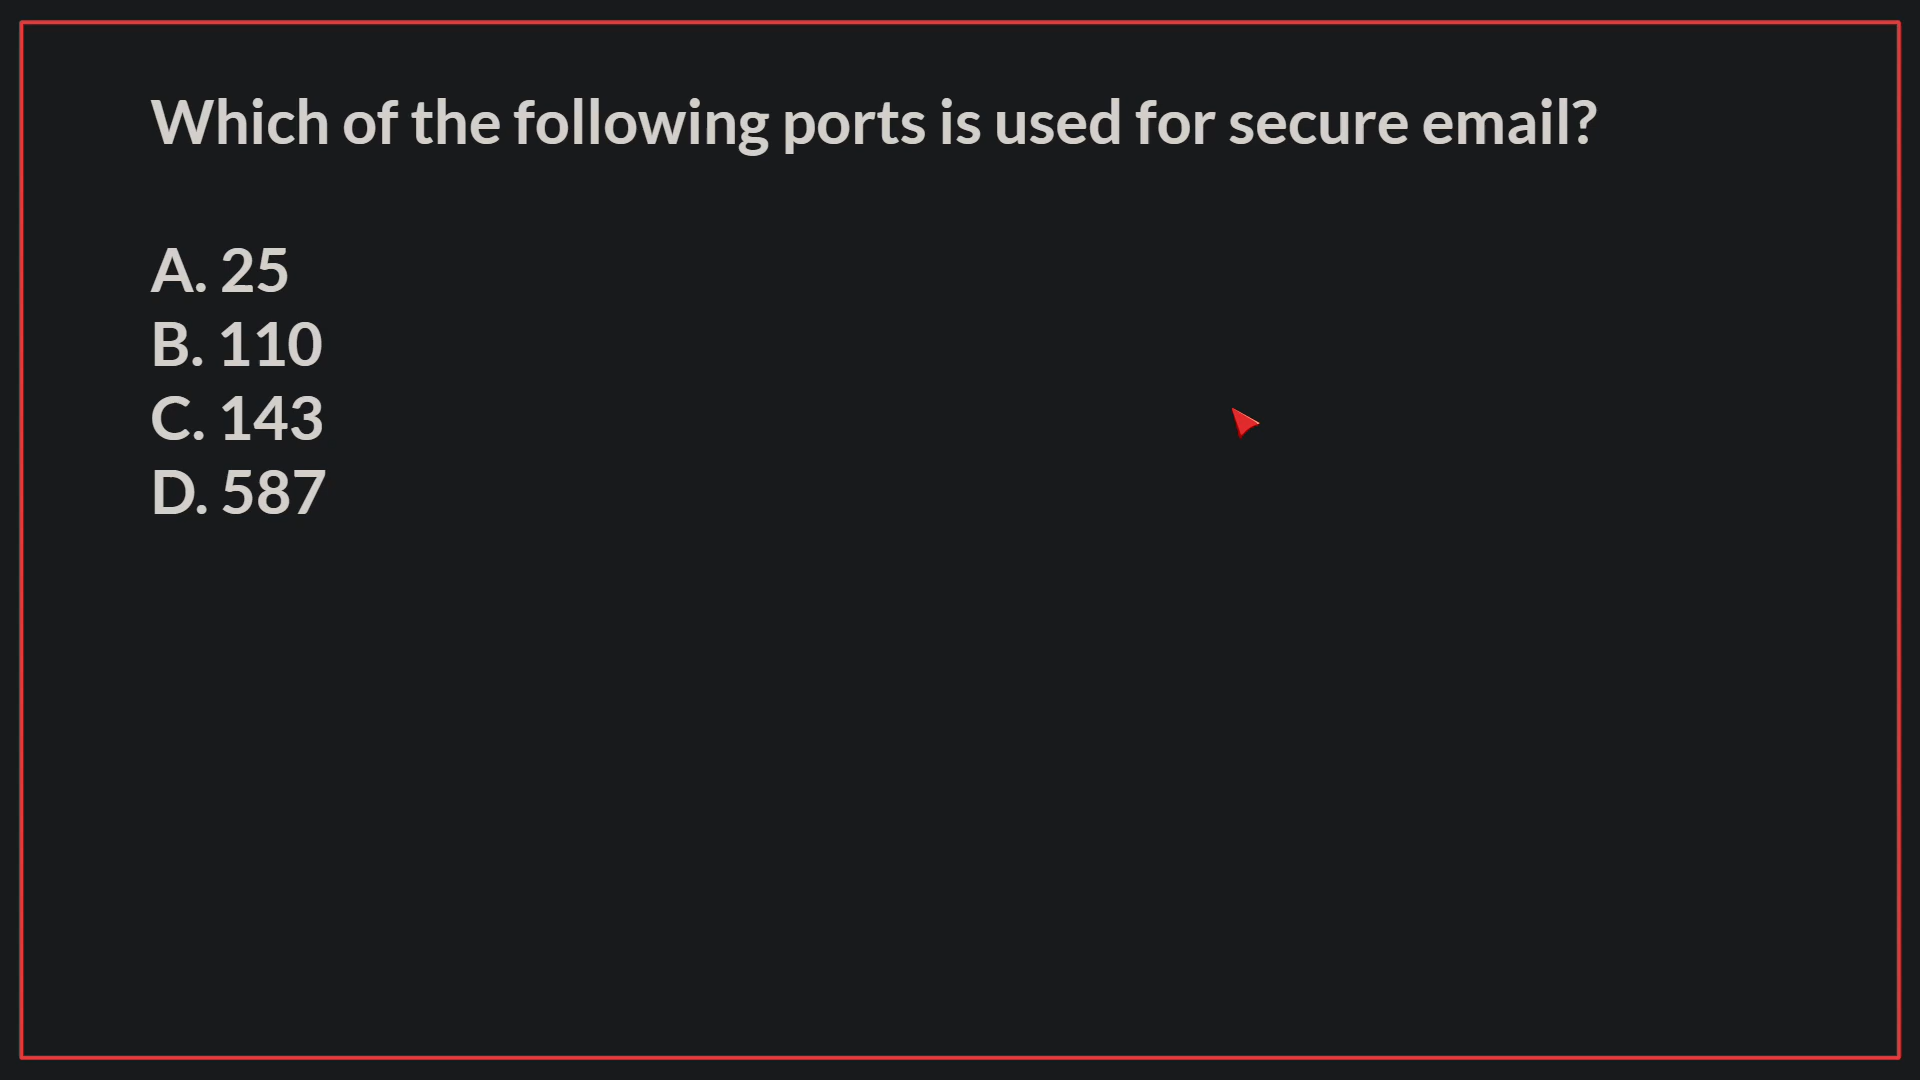 Which of the following ports is used for secure email?
A. 25
B. 110
C. 143
D. 587